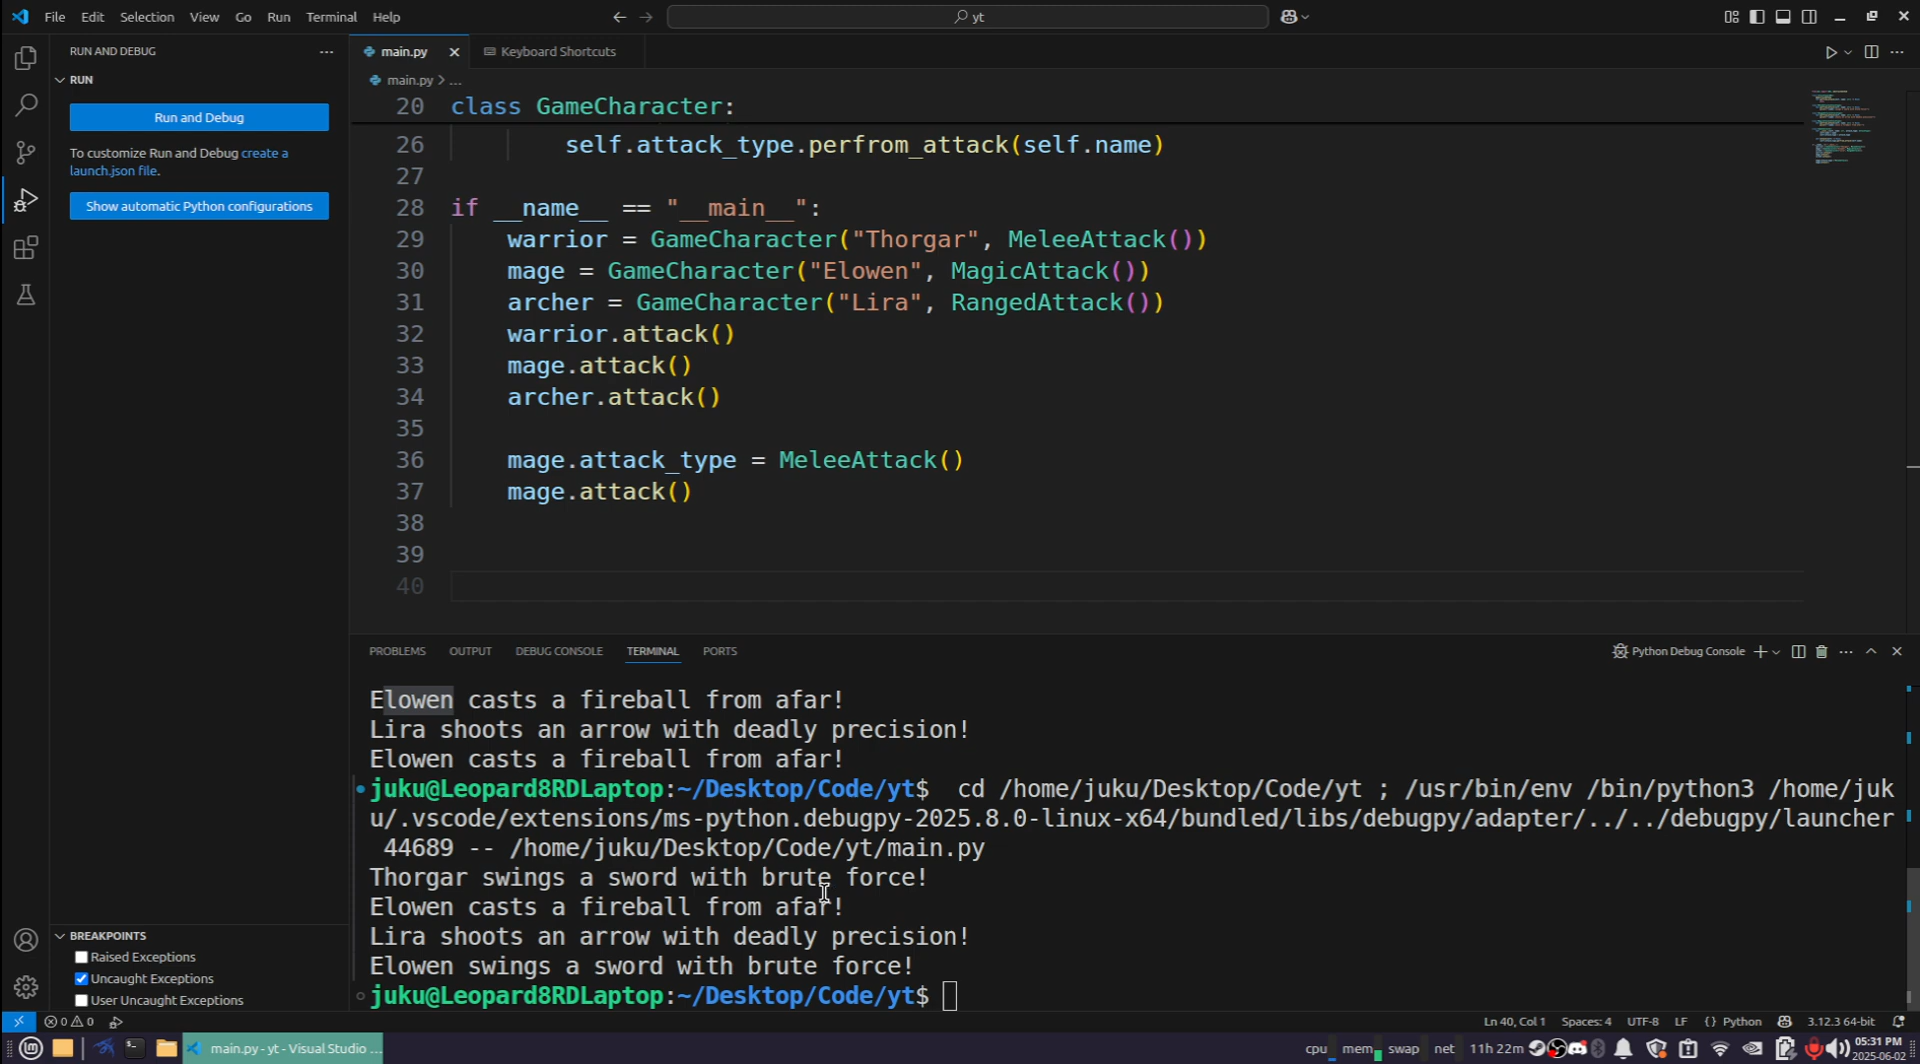 File Edit Selection View Go Run Terminal Help
yt
RUN AND DEBUG
RUN
Run and Debug
To customize Run and Debug create a
launch.json file.
Show automatic Python configurations
main.py
Keyboard Shortcuts
main.py > ...
20 class GameCharacter:
26 self.attack_type.perfrom_attack(self.name)
27
28 if __name__ == "__main__":
29 warrior = GameCharacter("Thorgar", MeleeAttack())
30 mage = GameCharacter("Elowen", MagicAttack())
31 archer = GameCharacter("Lira", RangedAttack())
32 warrior.attack()
33 mage.attack()
34 archer.attack()
35
36 mage.attack_type = MeleeAttack()
37 mage.attack()
38
39
40
PROBLEMS OUTPUT DEBUG CONSOLE TERMINAL PORTS
Python Debug Console
Elowen casts a fireball from afar!
Lira shoots an arrow with deadly precision!
Elowen casts a fireball from afar!
juku@Leopard8RDLaptop:~/Desktop/Code/yt$ cd /home/juku/Desktop/Code/yt ; /usr/bin/env /bin/python3 /home/juk
u/.vscode/extensions/ms-python.debugpy-2025.8.0-linux-x64/bundled/libs/debugpy/adapter/../../debugpy/launcher
44689 -- /home/juku/Desktop/Code/yt/main.py
Thorgar swings a sword with brute force!
Elowen casts a fireball from afar!
Lira shoots an arrow with deadly precision!
Elowen swings a sword with brute force!
juku@Leopard8RDLaptop:~/Desktop/Code/yt$
BREAKPOINTS
Raised Exceptions
Uncaught Exceptions
User Uncaught Exceptions
0 0
Ln 40, Col 1 Spaces: 4 UTF-8 LF {} Python 3.12.3 64-bit
main.py - yt - Visual Studio ...
cpu mem swap net 11h 22m
05:31 PM
2025-06-02